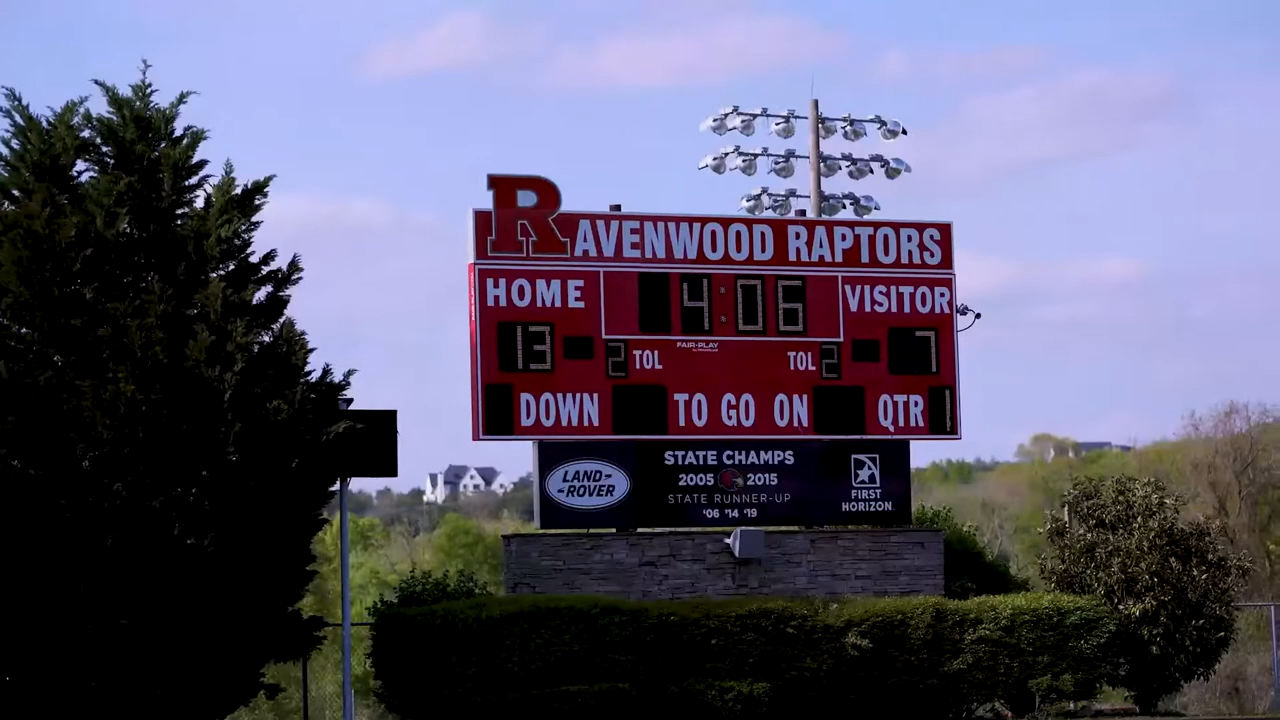 RAVENWOOD RAPTORS
HOME 4:06 VISITOR
FAIR-PLAY
13 2 TOL TOL 2 7
DOWN TO GO ON QTR 1
STATE CHAMPS
2005 2015
STATE RUNNER-UP
'06 '14 '19
LAND-ROVER
FIRST
HORIZON